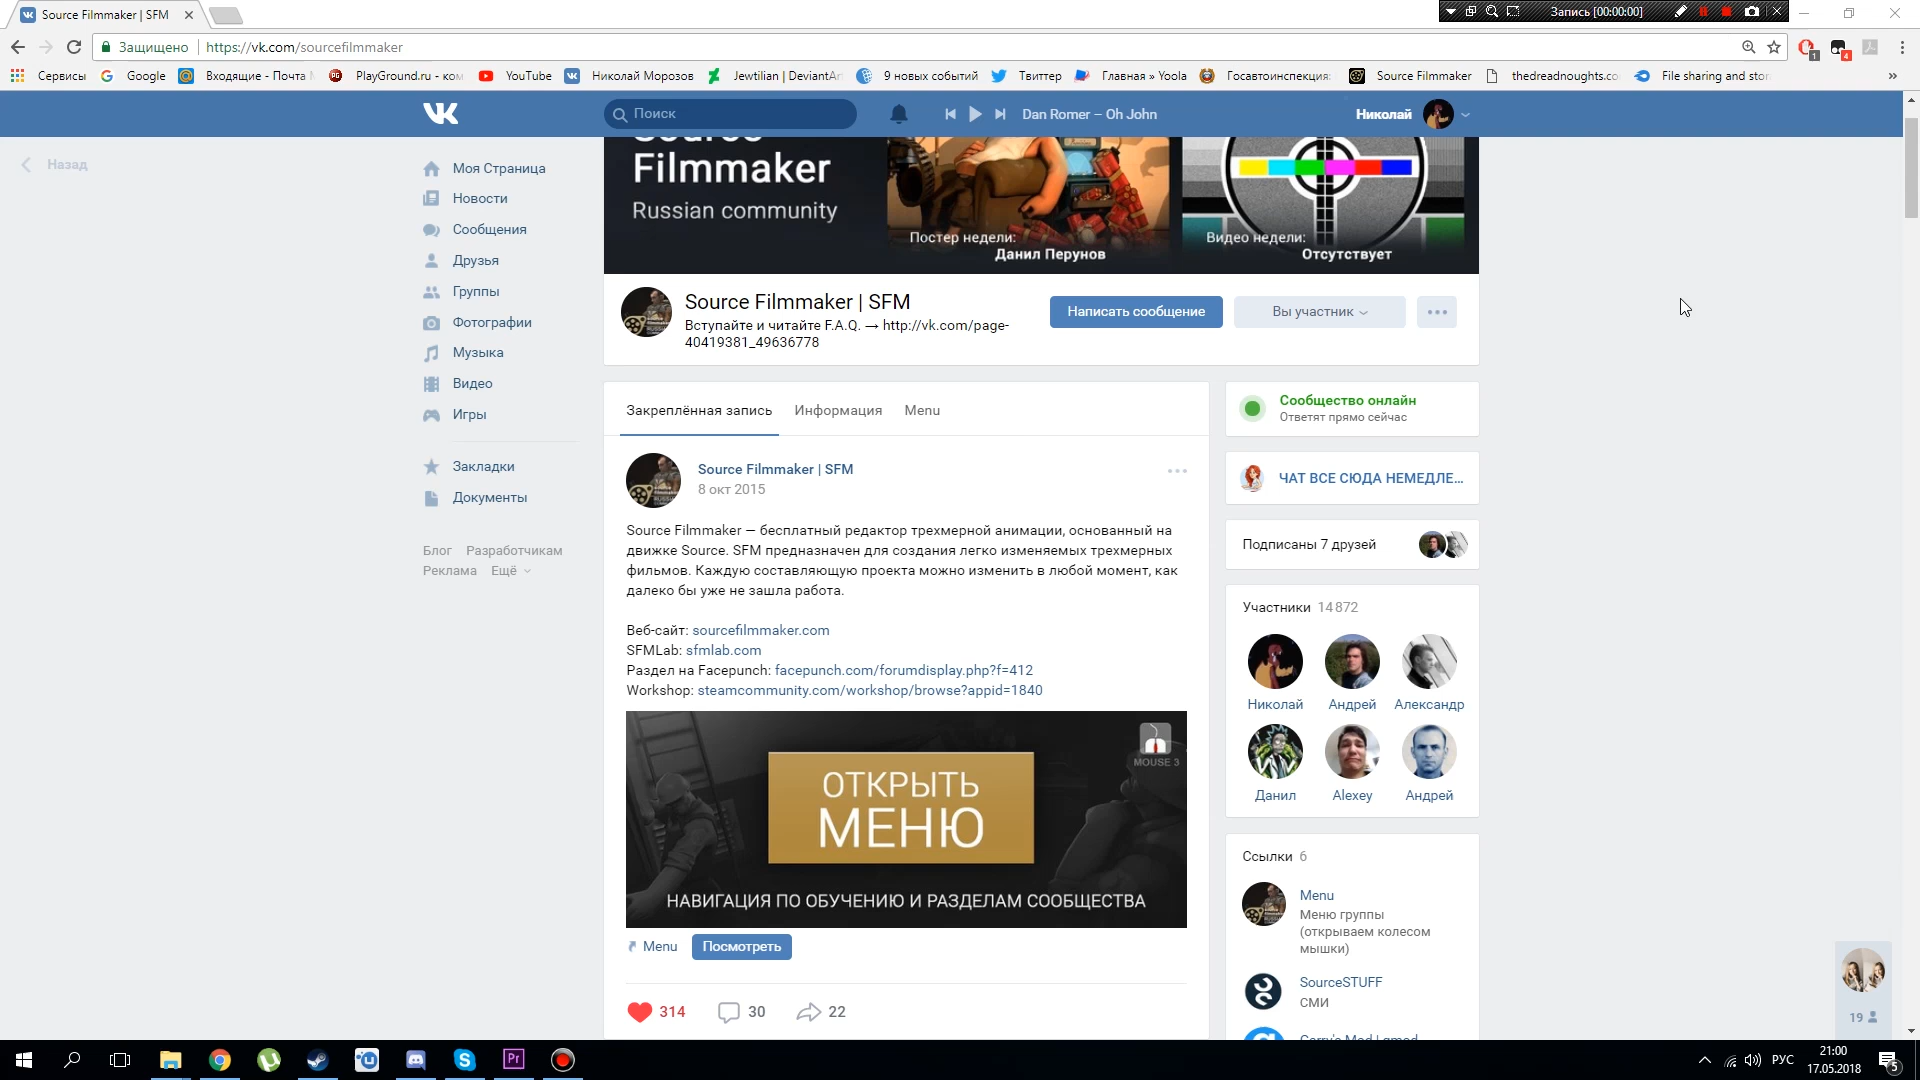 Source Filmmaker | SFM
Запись [00:00:00]
Защищено
https://vk.com/sourcefilmmaker
1
4
Сервисы
Google
Входящие - Почта
PlayGround.ru - ком
YouTube
Николай Морозов
Jewtilian | DeviantAr
9 новых событий
Твиттер
Главная » Yoola
Госавтоинспекция:
Source Filmmaker
thedreadnoughts.co
File sharing and stor
»
Поиск
Dan Romer – Oh John
Николай
Назад
Моя Страница
Новости
Сообщения
Друзья
Группы
Фотографии
Музыка
Видео
Игры
Закладки
Документы
Блог Разработчикам
Реклама Ещё
Source
Filmmaker
Russian community
Постер недели:
Данил Перунов
Видео недели:
Отсутствует
Source Filmmaker | SFM
Вступайте и читайте F.A.Q. → http://vk.com/page-
40419381_49636778
Написать сообщение
Вы участник
Закреплённая запись Информация Menu
Source Filmmaker | SFM
8 окт 2015
Source Filmmaker — бесплатный редактор трехмерной анимации, основанный на
движке Source. SFM предназначен для создания легко изменяемых трехмерных
фильмов. Каждую составляющую проекта можно изменить в любой момент, как
далеко бы уже не зашла работа.
Веб-сайт: sourcefilmmaker.com
SFMLab: sfmlab.com
Раздел на Facepunch: facepunch.com/forumdisplay.php?f=412
Workshop: steamcommunity.com/workshop/browse?appid=1840
MOUSE 3
ОТКРЫТЬ
МЕНЮ
НАВИГАЦИЯ ПО ОБУЧЕНИЮ И РАЗДЕЛАМ СООБЩЕСТВА
Menu
Посмотреть
314
30
22
Сообщество онлайн
Ответят прямо сейчас
ЧАТ ВСЕ СЮДА НЕМЕДЛЕ...
Подписаны 7 друзей
Участники 14 872
Николай Андрей Александр
Данил Alexey Андрей
Ссылки 6
Menu
Меню группы
(открываем колесом
мышки)
SourceSTUFF
СМИ
Garry's Mod | gmod
19
Pr
РУС
21:00
17.05.2018
5